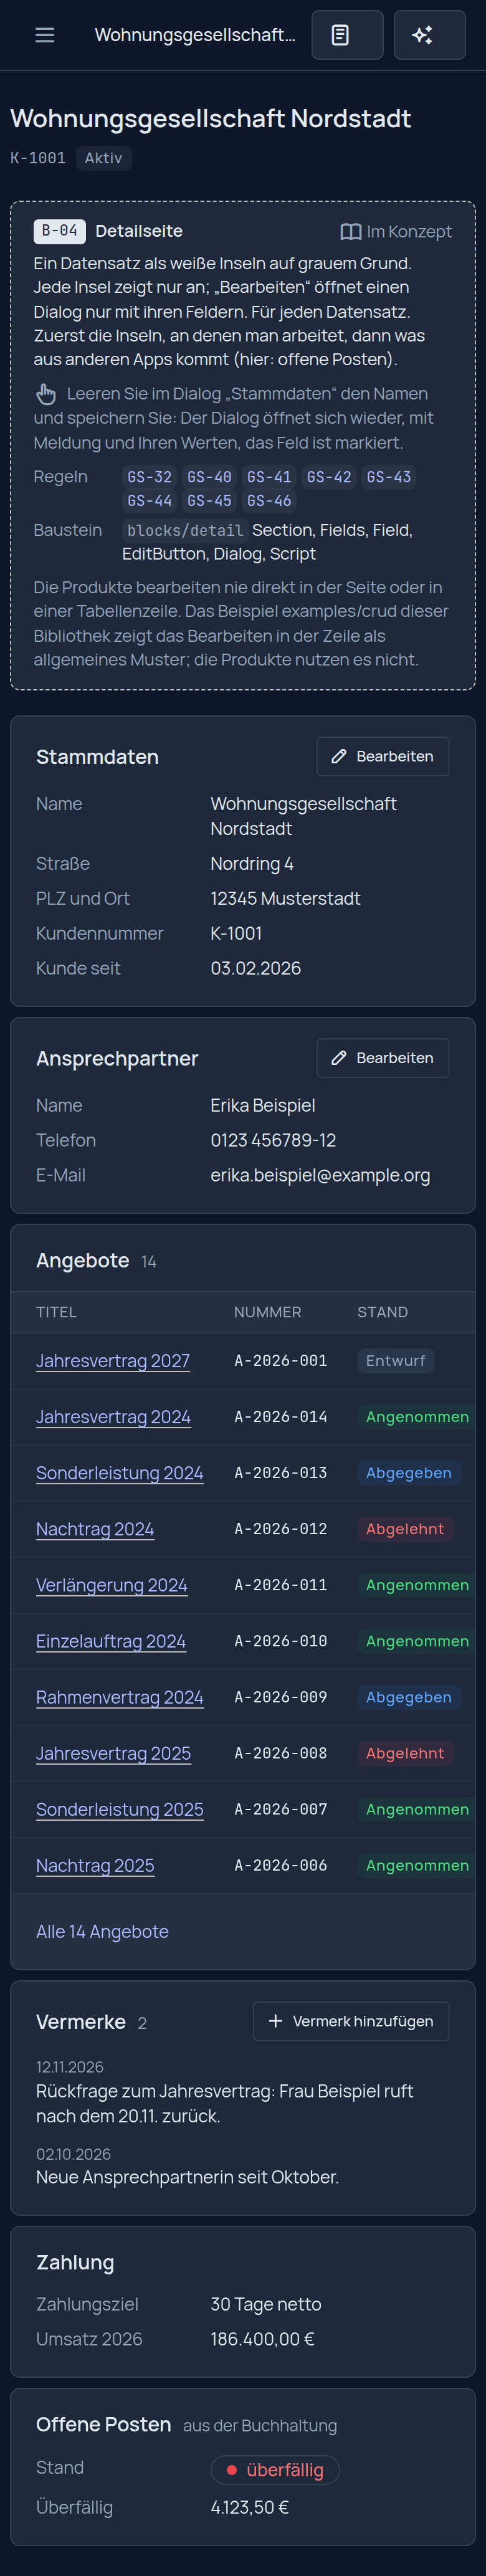 Wohnungsgesellschaft...
Wohnungsgesellschaft Nordstadt
K-1001 Aktiv
B-04 Detailseite Im Konzept
Ein Datensatz als weiße Inseln auf grauem Grund.
Jede Insel zeigt nur an; „Bearbeiten“ öffnet einen
Dialog nur mit ihren Feldern. Für jeden Datensatz.
Zuerst die Inseln, an denen man arbeitet, dann was
aus anderen Apps kommt (hier: offene Posten).
Leeren Sie im Dialog „Stammdaten“ den Namen
und speichern Sie: Der Dialog öffnet sich wieder, mit
Meldung und Ihren Werten, das Feld ist markiert.
Regeln GS-32 GS-40 GS-41 GS-42 GS-43
GS-44 GS-45 GS-46
Baustein blocks/detail Section, Fields, Field,
EditButton, Dialog, Script
Die Produkte bearbeiten nie direkt in der Seite oder in
einer Tabellenzeile. Das Beispiel examples/crud dieser
Bibliothek zeigt das Bearbeiten in der Zeile als
allgemeines Muster; die Produkte nutzen es nicht.
Stammdaten Bearbeiten
Name Wohnungsgesellschaft
Nordstadt
Straße Nordring 4
PLZ und Ort 12345 Musterstadt
Kundennummer K-1001
Kunde seit 03.02.2026
Ansprechpartner Bearbeiten
Name Erika Beispiel
Telefon 0123 456789-12
E-Mail erika.beispiel@example.org
Angebote 14
TITEL NUMMER STAND
Jahresvertrag 2027 A-2026-001 Entwurf
Jahresvertrag 2024 A-2026-014 Angenommen
Sonderleistung 2024 A-2026-013 Abgegeben
Nachtrag 2024 A-2026-012 Abgelehnt
Verlängerung 2024 A-2026-011 Angenommen
Einzelauftrag 2024 A-2026-010 Angenommen
Rahmenvertrag 2024 A-2026-009 Abgegeben
Jahresvertrag 2025 A-2026-008 Abgelehnt
Sonderleistung 2025 A-2026-007 Angenommen
Nachtrag 2025 A-2026-006 Angenommen
Alle 14 Angebote
Vermerke 2 Vermerk hinzufügen
12.11.2026
Rückfrage zum Jahresvertrag: Frau Beispiel ruft
nach dem 20.11. zurück.
02.10.2026
Neue Ansprechpartnerin seit Oktober.
Zahlung
Zahlungsziel 30 Tage netto
Umsatz 2026 186.400,00 €
Offene Posten aus der Buchhaltung
Stand überfällig
Überfällig 4.123,50 €